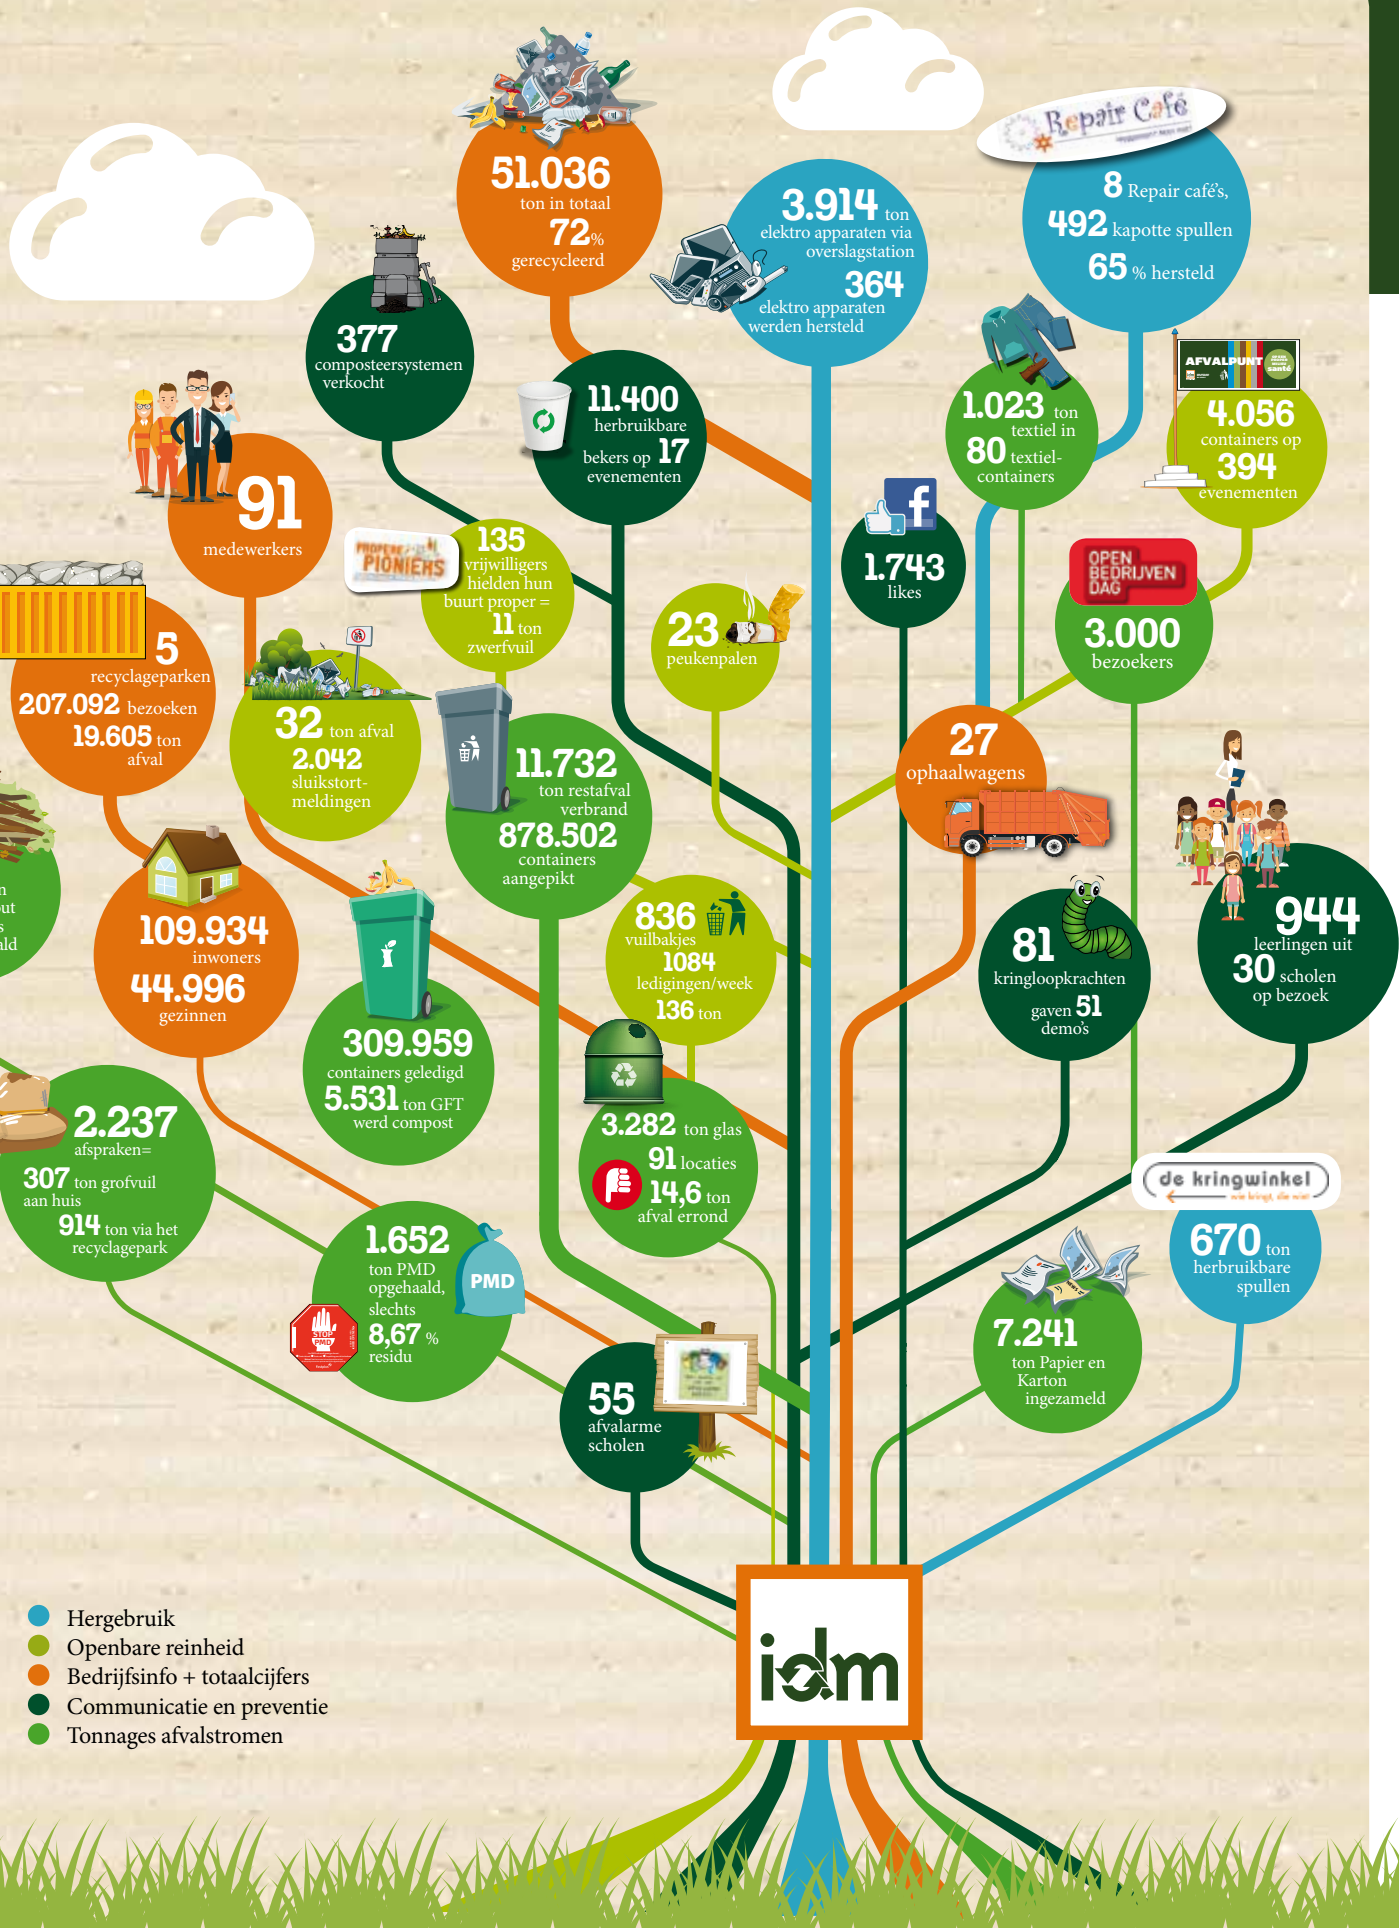 51.036
ton in totaal
72%
gerecycleerd
Repair Café
8 Repair café's,
492 kapotte spullen
65 % hersteld
3.914 ton
elektro apparaten via
overslagstation
364
elektro apparaten
werden hersteld
377
composteersystemen
verkocht
11.400
herbruikbare
bekers op 17
evenementen
1.023 ton
textiel in
80 textiel-
containers
AFVALPUNT
santé
4.056
containers op
394
evenementen
91
medewerkers
PROPERE
PIONIERS
135
vrijwilligers
hielden hun
buurt proper =
11 ton
zwerfvuil
f
1.743
likes
OPEN
BEDRIJVEN
DAG
3.000
bezoekers
23
peukenpalen
5
recyclageparken
207.092 bezoeken
19.605 ton
afval
32 ton afval
2.042
sluikstort-
meldingen
11.732
ton restafval
verbrand
878.502
containers
aangepikt
27
ophaalwagens
n
out
s
ald
109.934
inwoners
44.996
gezinnen
836
vuilbakjes
1084
ledigingen/week
136 ton
81
kringloopkrachten
gaven 51
demo's
944
leerlingen uit
30 scholen
op bezoek
309.959
containers geledigd
5.531 ton GFT
werd compost
2.237
afspraken=
307 ton grofvuil
aan huis
914 ton via het
recyclagepark
3.282 ton glas
91 locaties
14,6 ton
afval errond
de kringwinkel
wie kringt, die wint
670 ton
herbruikbare
spullen
1.652
ton PMD
opgehaald,
slechts
8,67 %
residu
PMD
STOP
PMD
7.241
ton Papier en
Karton
ingezameld
55
afvalarme
scholen
idm
Hergebruik
Openbare reinheid
Bedrijfsinfo + totaalcijfers
Communicatie en preventie
Tonnages afvalstromen